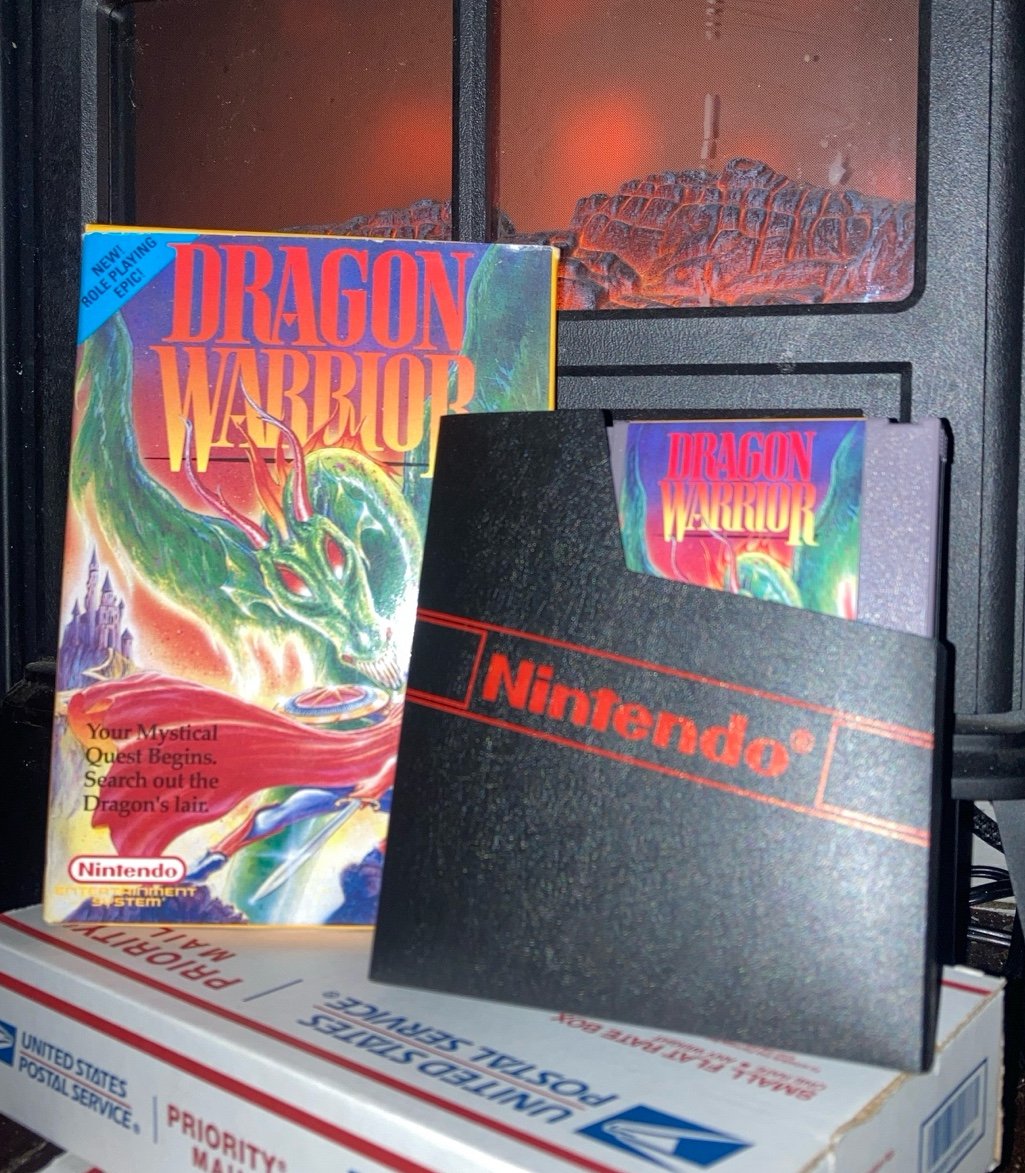 NEW!
ROLE PLAYING
EPIC!
DRAGON
WARRIOR
Your Mystical
Quest Begins.
Search out the
Dragon's lair.
Nintendo
ENTERTAINMENT
SYSTEM
DRAGON
WARRIOR
Nintendo®
PRIORITY
MAIL
UNITED STATES
POSTAL SERVICE®
SMALL FLAT RATE BOX
UNITED STATES
POSTAL SERVICE®
PRIORITY®
MAIL